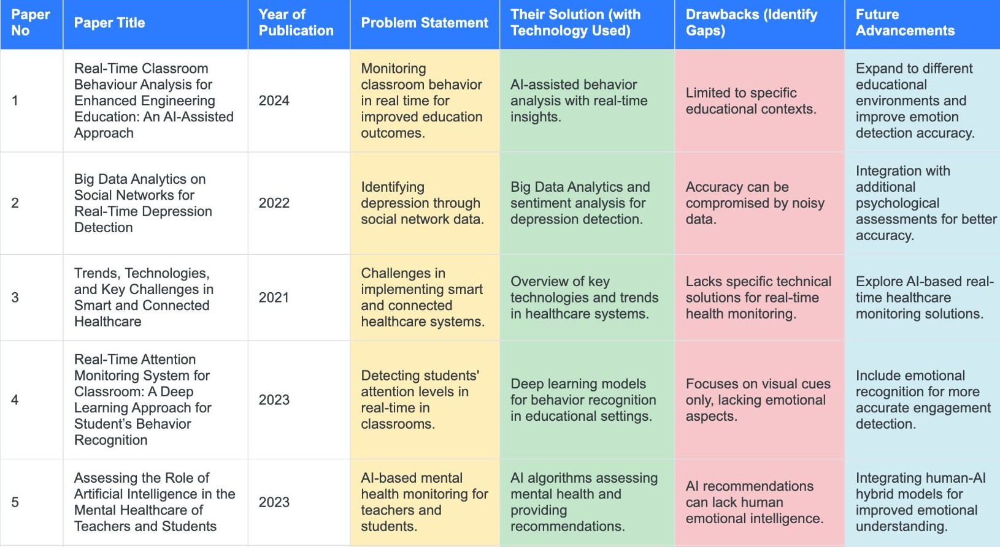 Paper No
Paper Title
Year of Publication
Problem Statement
Their Solution (with Technology Used)
Drawbacks (Identify Gaps)
Future Advancements
1
Real-Time Classroom
Behaviour Analysis for
Enhanced Engineering
Education: An AI-Assisted
Approach
2024
Monitoring
classroom behavior
in real time for
improved education
outcomes.
AI-assisted behavior
analysis with real-time
insights.
Limited to specific
educational contexts.
Expand to different
educational
environments and
improve emotion
detection accuracy.
2
Big Data Analytics on
Social Networks for
Real-Time Depression
Detection
2022
Identifying
depression through
social network data.
Big Data Analytics and
sentiment analysis for
depression detection.
Accuracy can be
compromised by noisy
data.
Integration with
additional
psychological
assessments for better
accuracy.
3
Trends, Technologies,
and Key Challenges in
Smart and Connected
Healthcare
2021
Challenges in
implementing smart
and connected
healthcare systems.
Overview of key
technologies and trends
in healthcare systems.
Lacks specific technical
solutions for real-time
health monitoring.
Explore AI-based real-
time healthcare
monitoring solutions.
4
Real-Time Attention
Monitoring System for
Classroom: A Deep
Learning Approach for
Student’s Behavior
Recognition
2023
Detecting students'
attention levels in
real-time in
classrooms.
Deep learning models
for behavior recognition
in educational settings.
Focuses on visual cues
only, lacking emotional
aspects.
Include emotional
recognition for more
accurate engagement
detection.
5
Assessing the Role of
Artificial Intelligence in the
Mental Healthcare of
Teachers and Students
2023
AI-based mental
health monitoring for
teachers and
students.
AI algorithms assessing
mental health and
providing
recommendations.
AI recommendations
can lack human
emotional intelligence.
Integrating human-AI
hybrid models for
improved emotional
understanding.